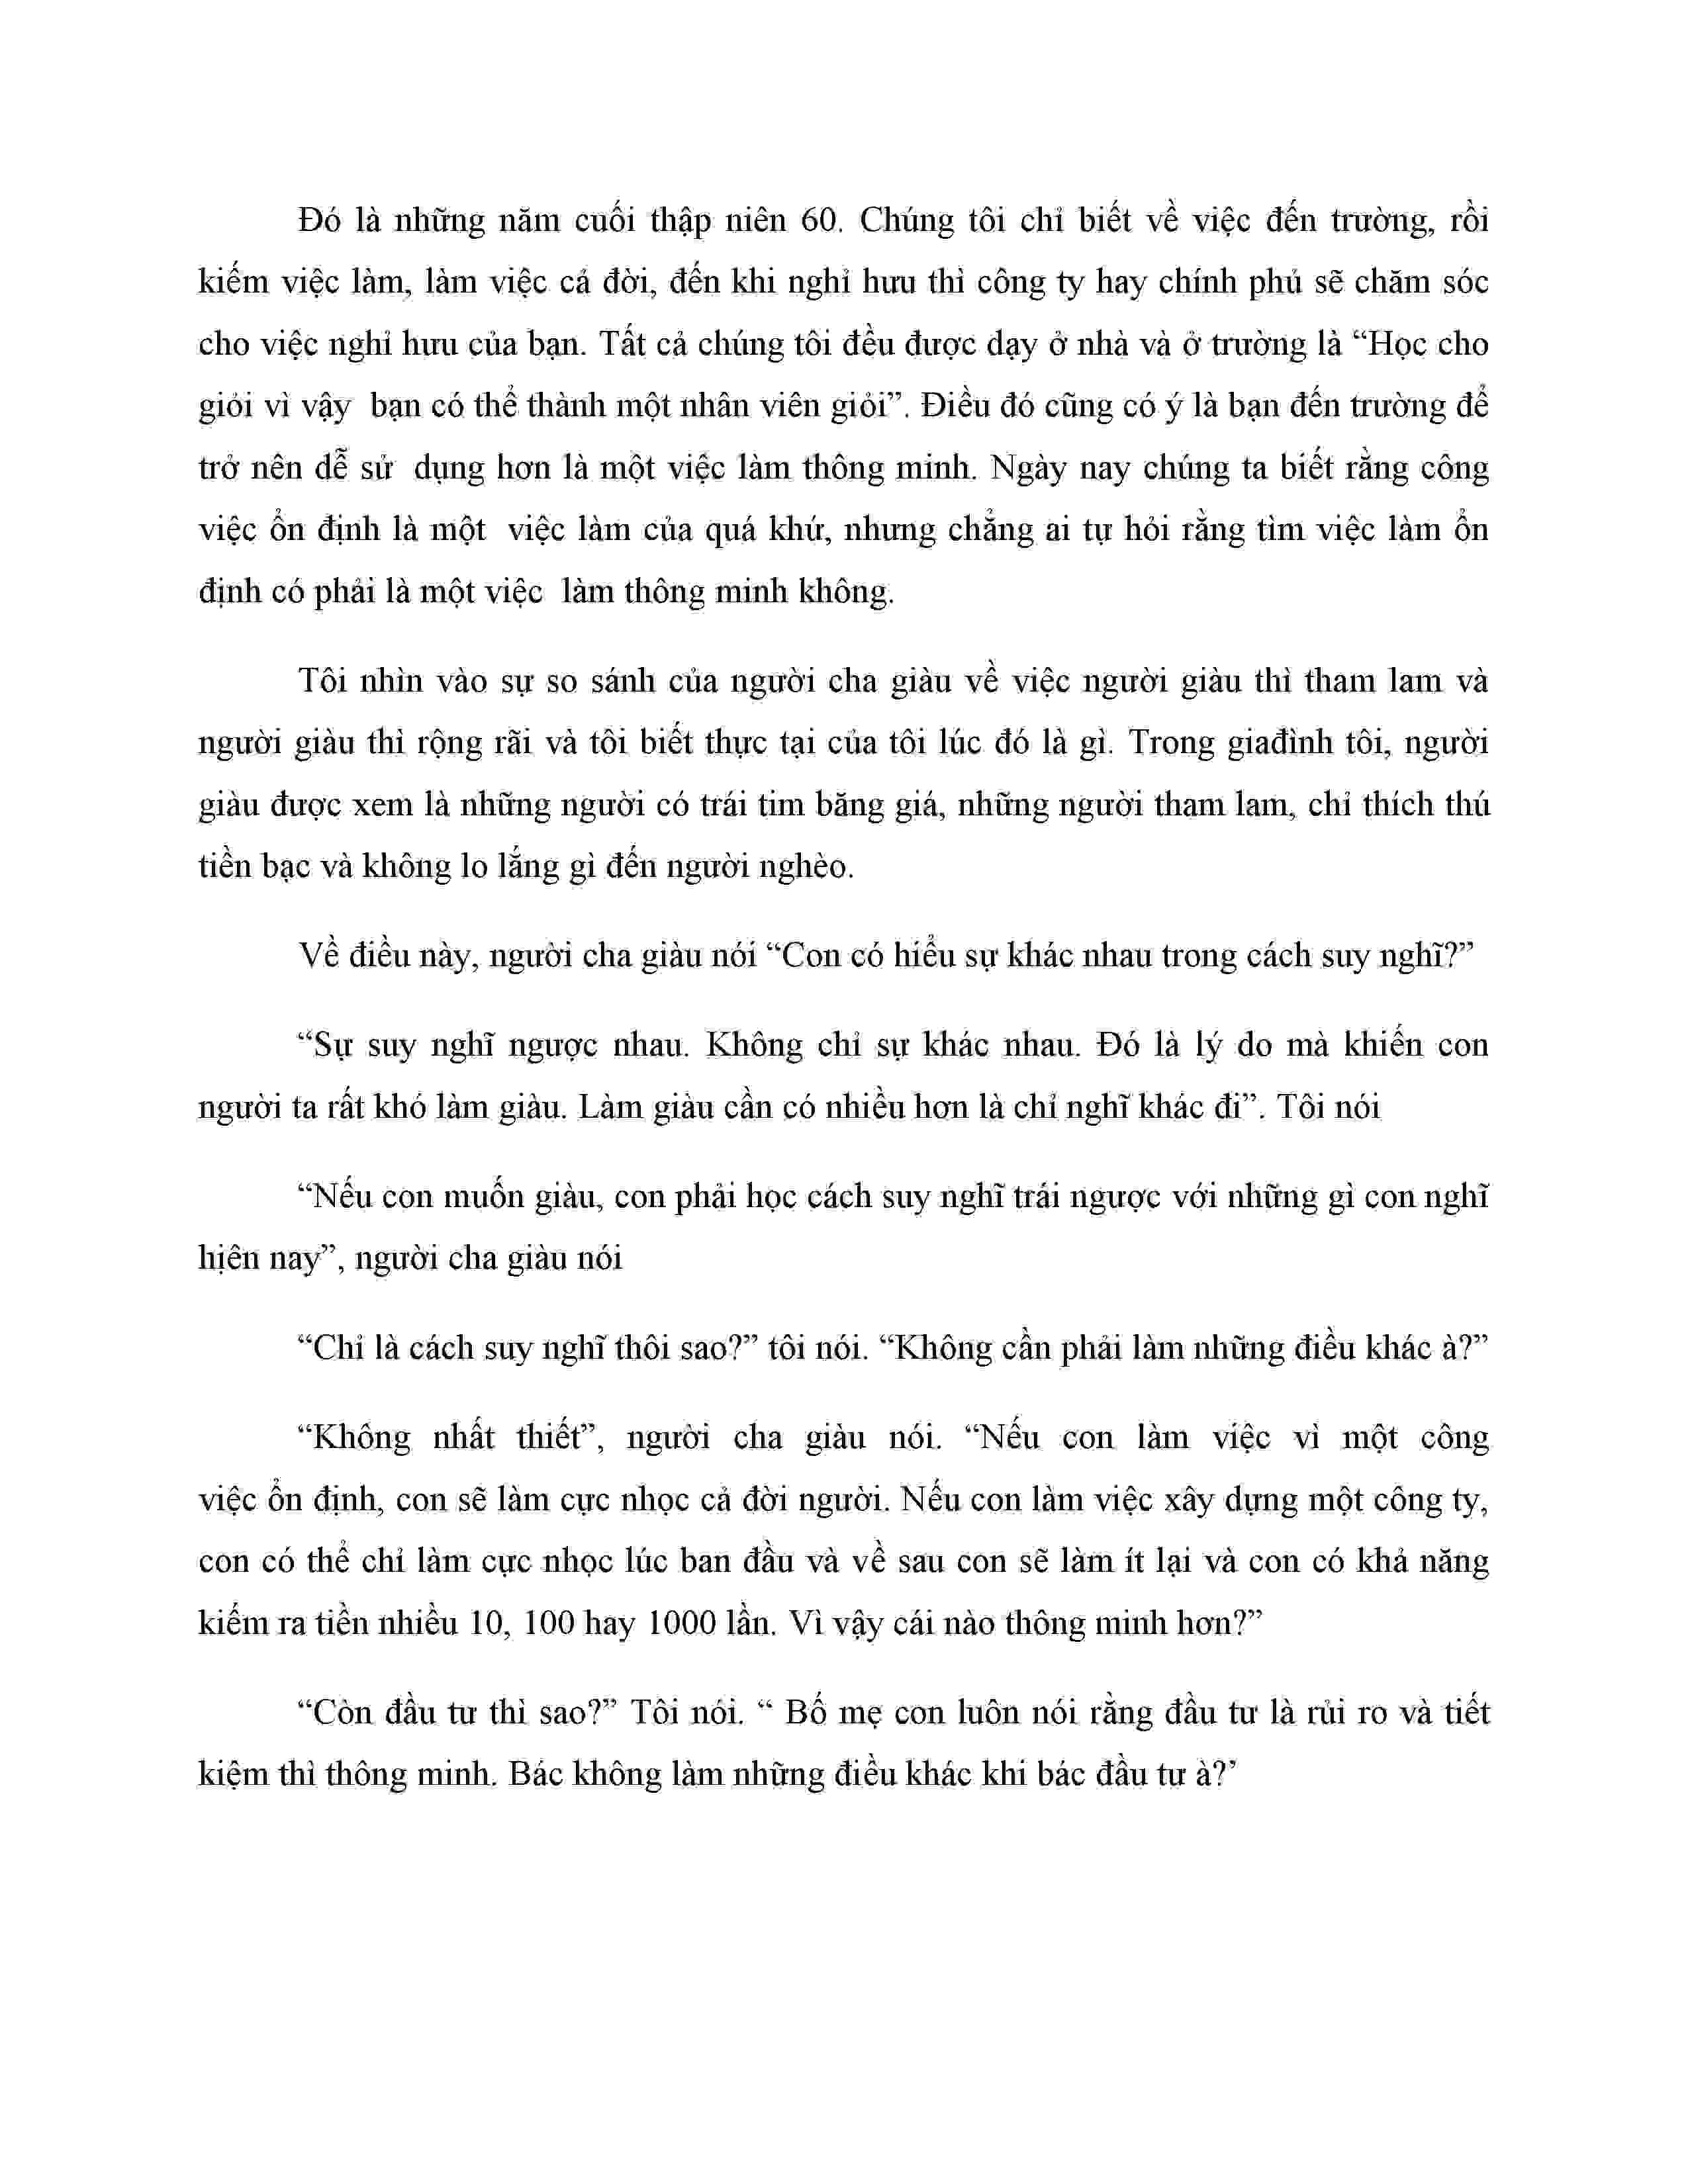 Đó là những năm cuối thập niên 60. Chúng tôi chỉ biết về việc đến trường, rồi
kiếm việc làm, làm việc cả đời, đến khi nghỉ hưu thì công ty hay chính phủ sẽ chăm sóc
cho việc nghỉ hưu của bạn. Tất cả chúng tôi đều được dạy ở nhà và ở trường là “Học cho
giỏi vì vậy bạn có thể thành một nhân viên giỏi”. Điều đó cũng có ý là bạn đến trường để
trở nên dễ sử dụng hơn là một việc làm thông minh. Ngày nay chúng ta biết rằng công
việc ổn định là một việc làm của quá khứ, nhưng chẳng ai tự hỏi rằng tìm việc làm ổn
định có phải là một việc làm thông minh không.
Tôi nhìn vào sự so sánh của người cha giàu về việc người giàu thì tham lam và
người giàu thì rộng rãi và tôi biết thực tại của tôi lúc đó là gì. Trong giađình tôi, người
giàu được xem là những người có trái tim băng giá, những người tham lam, chỉ thích thú
tiền bạc và không lo lắng gì đến người nghèo.
Về điều này, người cha giàu nói “Con có hiểu sự khác nhau trong cách suy nghĩ?”
“Sự suy nghĩ ngược nhau. Không chỉ sự khác nhau. Đó là lý do mà khiến con
người ta rất khó làm giàu. Làm giàu cần có nhiều hơn là chỉ nghĩ khác đi”. Tôi nói
“Nếu con muốn giàu, con phải học cách suy nghĩ trái ngược với những gì con nghĩ
hịên nay”, người cha giàu nói
“Chỉ là cách suy nghĩ thôi sao?” tôi nói. “Không cần phải làm những điều khác à?”
“Không nhất thiết”, người cha giàu nói. “Nếu con làm việc vì một công
việc ổn định, con sẽ làm cực nhọc cả đời người. Nếu con làm việc xây dựng một công ty,
con có thể chỉ làm cực nhọc lúc ban đầu và về sau con sẽ làm ít lại và con có khả năng
kiếm ra tiền nhiều 10, 100 hay 1000 lần. Vì vậy cái nào thông minh hơn?”
“Còn đầu tư thì sao?” Tôi nói. “ Bố mẹ con luôn nói rằng đầu tư là rủi ro và tiết
kiệm thì thông minh. Bác không làm những điều khác khi bác đầu tư à?’